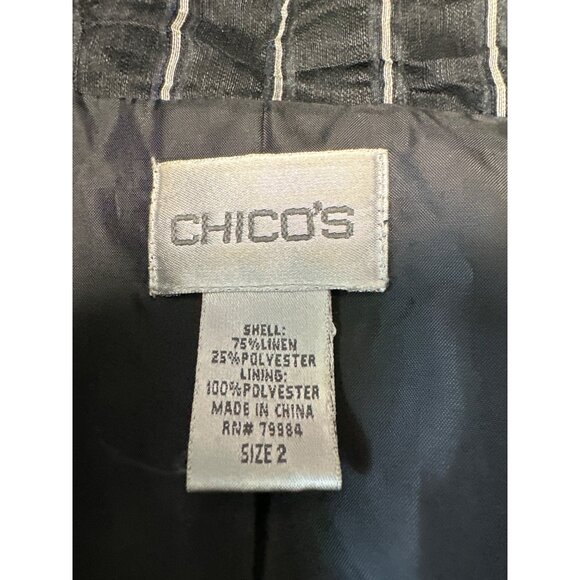 CHICO'S
SHELL:
75%LINEN
25%POLYESTER
LINING:
100%POLYESTER
MADE IN CHINA
RN# 79984
SIZE 2